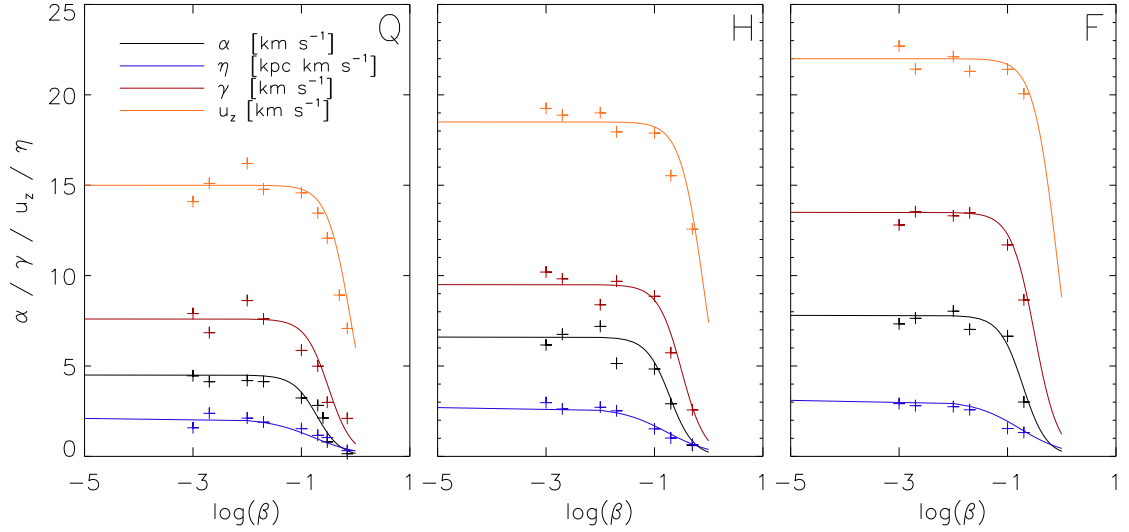 Q
α [km s⁻¹]
η [kpc km s⁻¹]
γ [km s⁻¹]
u_z [km s⁻¹]
H
F
α / γ / u_z / η
25
20
15
10
5
0
−5 −3 −1 1
−5 −3 −1 1
−5 −3 −1 1
log(β)
log(β)
log(β)